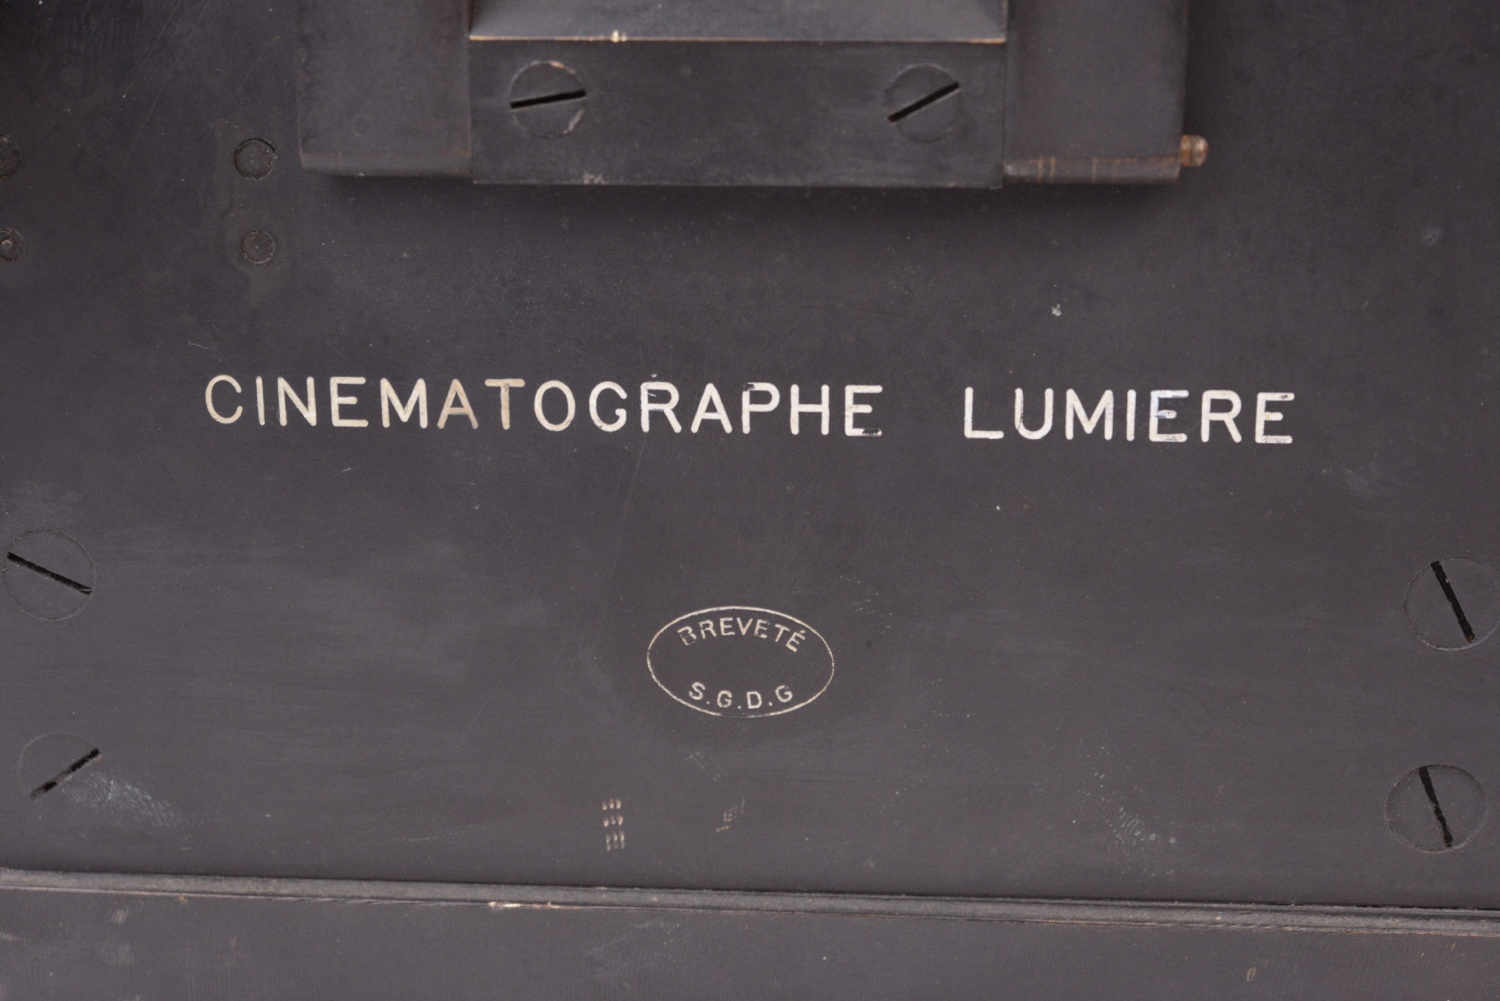 CINEMATOGRAPHE LUMIERE
BREVETÉ
S.G.D.G